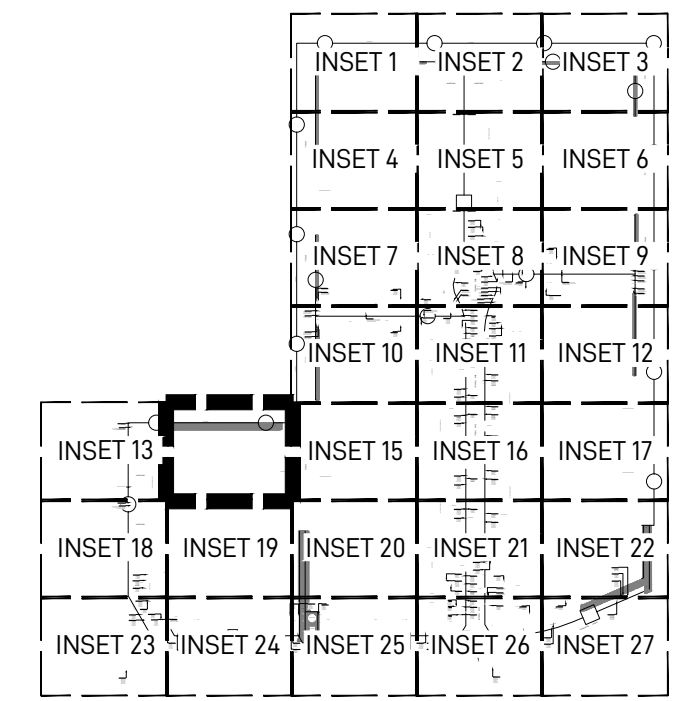 INSET 1 INSET 2 INSET 3
INSET 4 INSET 5 INSET 6
INSET 7 INSET 8 INSET 9
INSET 10 INSET 11 INSET 12
INSET 13 INSET 15 INSET 16 INSET 17
INSET 18 INSET 19 INSET 20 INSET 21 INSET 22
INSET 23 INSET 24 INSET 25 INSET 26 INSET 27